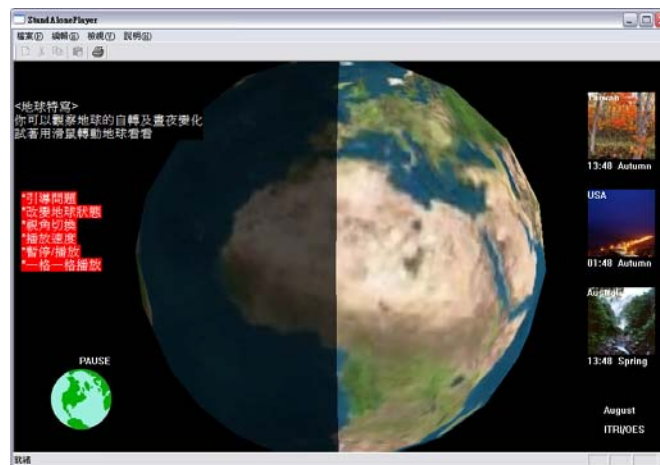 StandAlonePlayer
檔案(F) 編輯(E) 檢視(V) 說明(H)
<地球特寫>
你可以觀察地球的自轉及晝夜變化
試著用滑鼠轉動地球看看
*引導問題
*改變地球狀態
*視角切換
*播放速度
*暫停/播放
*一格一格播放
PAUSE
Taiwan
13:48 Autumn
USA
01:48 Autumn
13:48 Spring
August
ITRI/OES
就緒